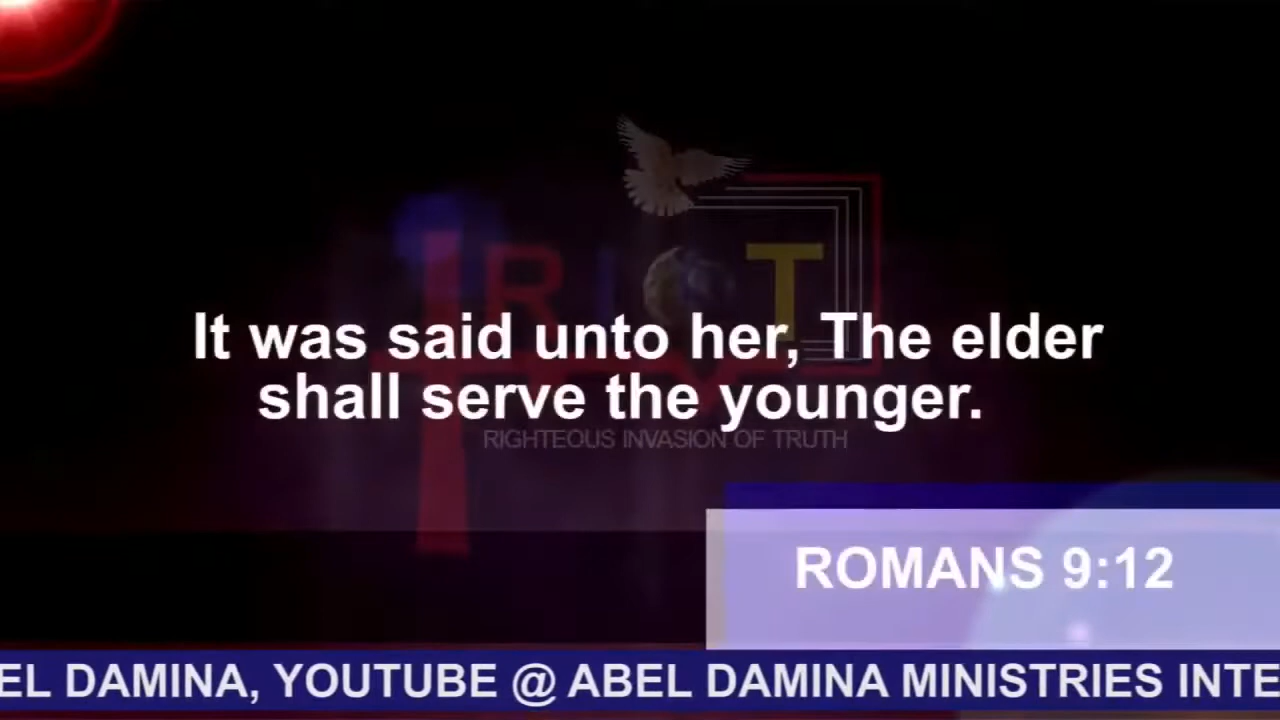 RIOT
It was said unto her, The elder
shall serve the younger.
RIGHTEOUS INVASION OF TRUTH
ROMANS 9:12
EL DAMINA, YOUTUBE @ ABEL DAMINA MINISTRIES INTE